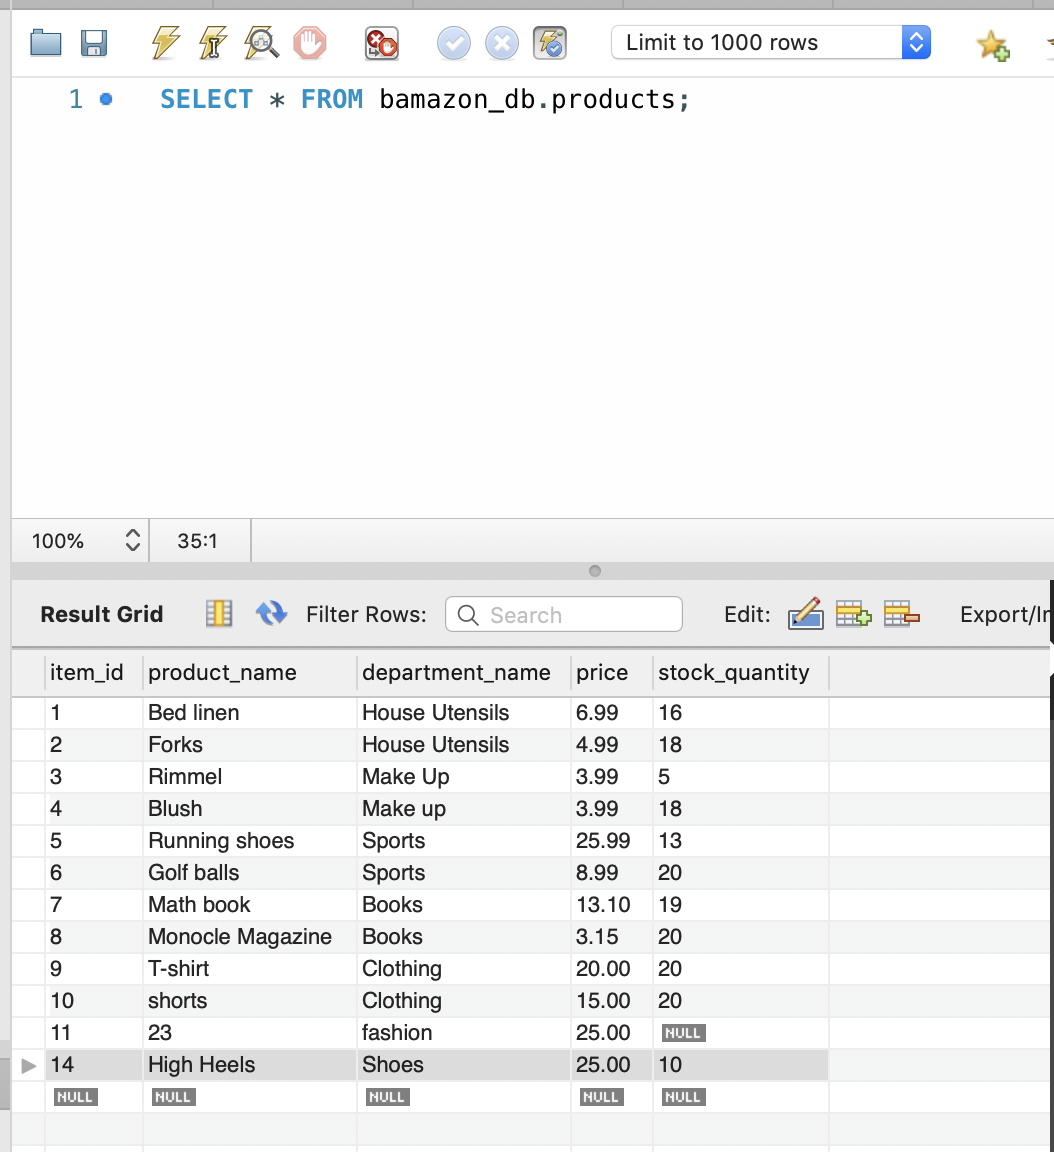 Limit to 1000 rows
1 SELECT * FROM bamazon_db.products;
100% 35:1
Result Grid Filter Rows: Search Edit: Export/Im
item_id product_name department_name price stock_quantity
1 Bed linen House Utensils 6.99 16
2 Forks House Utensils 4.99 18
3 Rimmel Make Up 3.99 5
4 Blush Make up 3.99 18
5 Running shoes Sports 25.99 13
6 Golf balls Sports 8.99 20
7 Math book Books 13.10 19
8 Monocle Magazine Books 3.15 20
9 T-shirt Clothing 20.00 20
10 shorts Clothing 15.00 20
11 23 fashion 25.00 NULL
14 High Heels Shoes 25.00 10
NULL NULL NULL NULL NULL